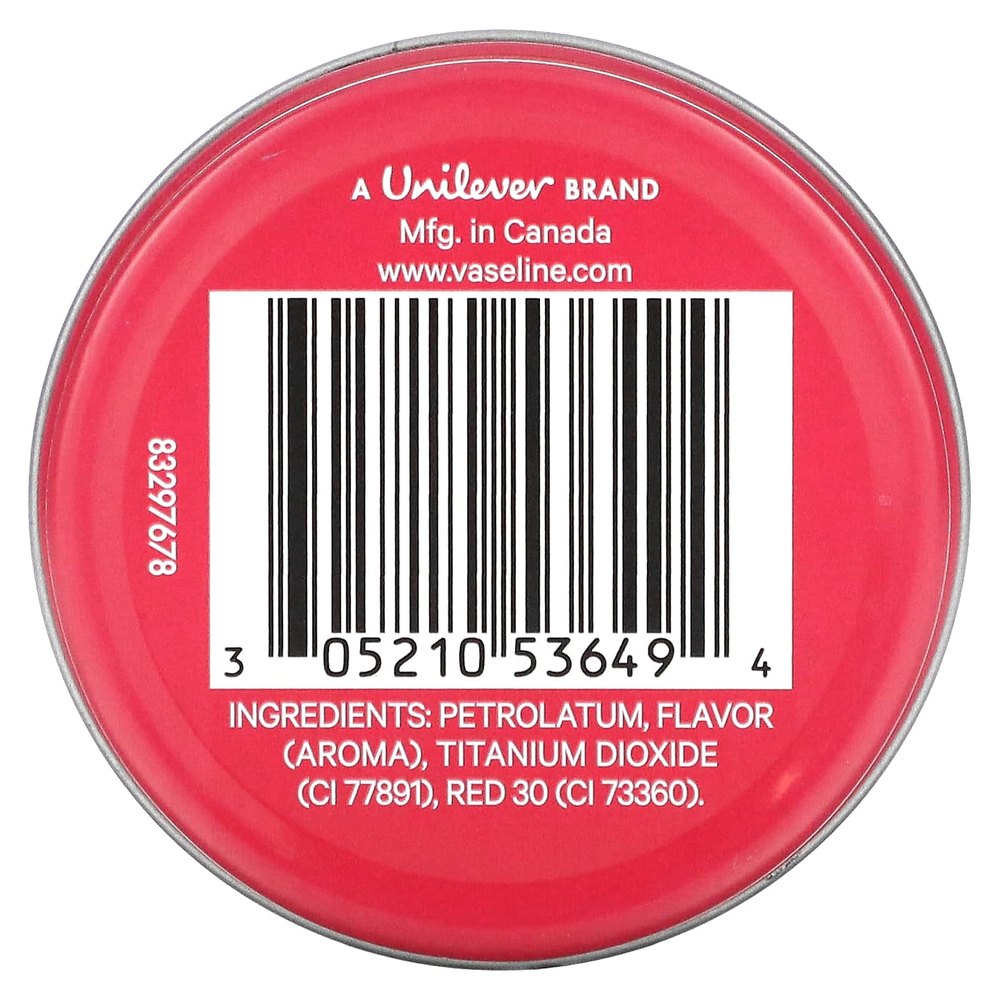 A Unilever BRAND
Mfg. in Canada
www.vaseline.com
83297678
3 05210 53649 4
INGREDIENTS: PETROLATUM, FLAVOR
(AROMA), TITANIUM DIOXIDE
(CI 77891), RED 30 (CI 73360).